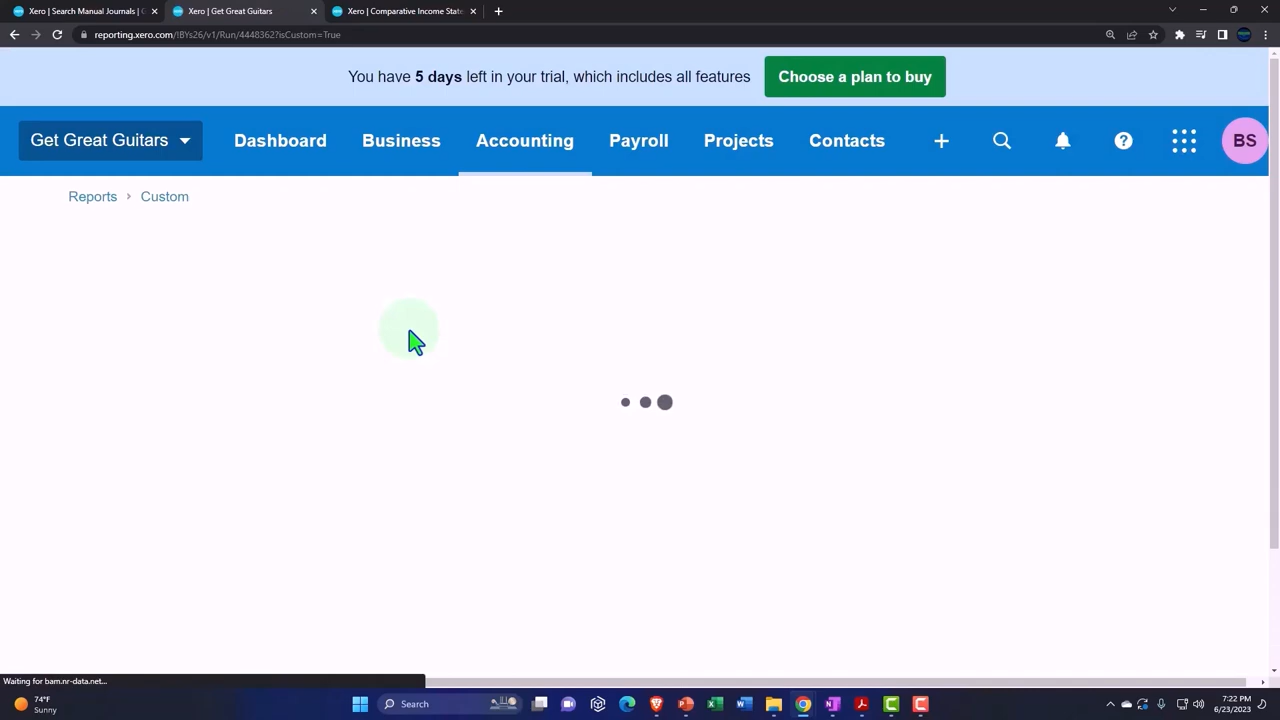 Xero | Search Manual Journals | G
Xero | Get Great Guitars
Xero | Comparative Income State
reporting.xero.com/!BYs26/v1/Run/4448362?isCustom=True
You have 5 days left in your trial, which includes all features
Choose a plan to buy
Get Great Guitars
Dashboard
Business
Accounting
Payroll
Projects
Contacts
BS
Reports
Custom
Waiting for bam.nr-data.net...
74°F
Sunny
Search
7:22 PM
6/23/2023